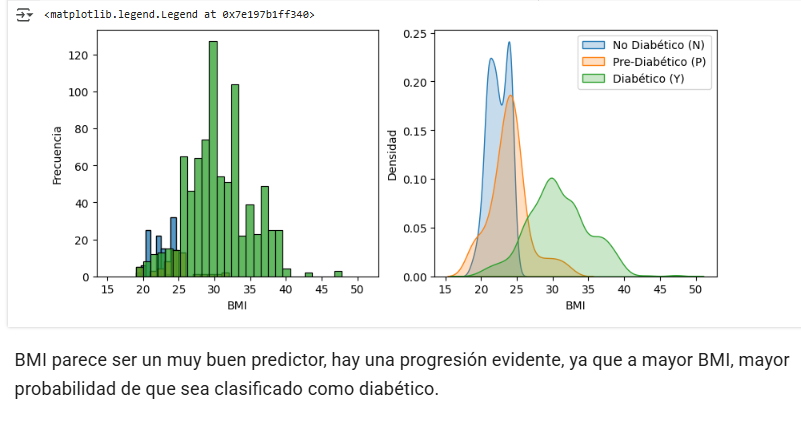 <matplotlib.legend.Legend at 0x7e197b1ff340>
120
100
80
60
40
20
0
Frecuencia
15 20 25 30 35 40 45 50
BMI
0.25
0.20
0.15
0.10
0.05
0.00
Densidad
No Diabético (N)
Pre-Diabético (P)
Diabético (Y)
15 20 25 30 35 40 45 50
BMI
BMI parece ser un muy buen predictor, hay una progresión evidente, ya que a mayor BMI, mayor
probabilidad de que sea clasificado como diabético.